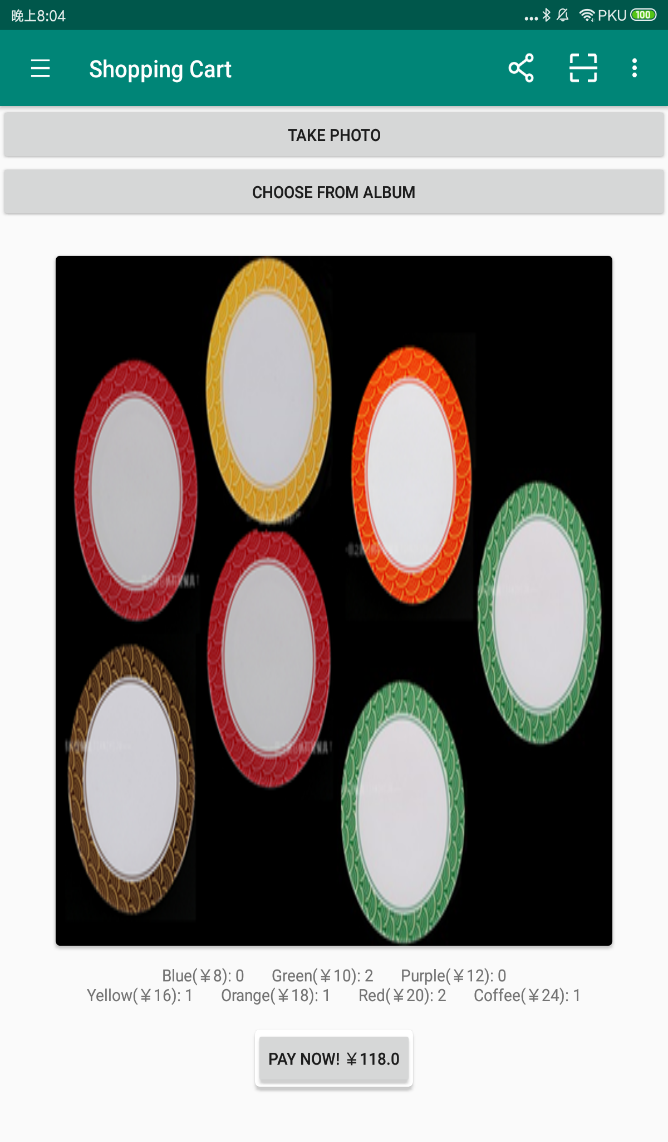 晚上8:04 PKU 100
Shopping Cart
TAKE PHOTO
CHOOSE FROM ALBUM
Blue(￥8): 0 Green(￥10): 2 Purple(￥12): 0
Yellow(￥16): 1 Orange(￥18): 1 Red(￥20): 2 Coffee(￥24): 1
PAY NOW! ￥118.0